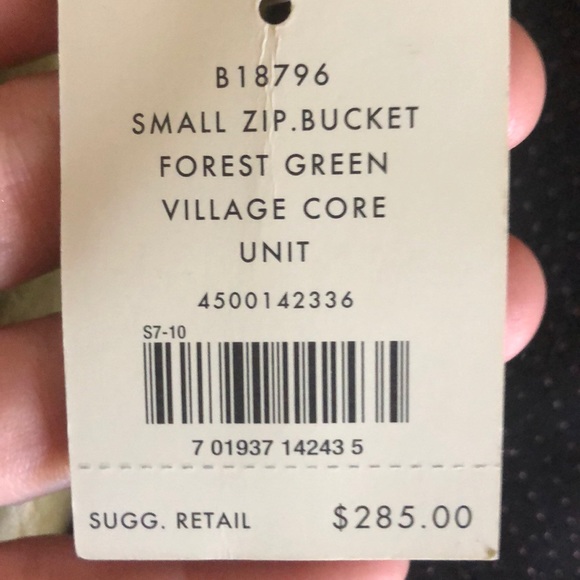 B18796
SMALL ZIP.BUCKET
FOREST GREEN
VILLAGE CORE
UNIT
4500142336
S7-10
7 01937 14243 5
SUGG. RETAIL $285.00